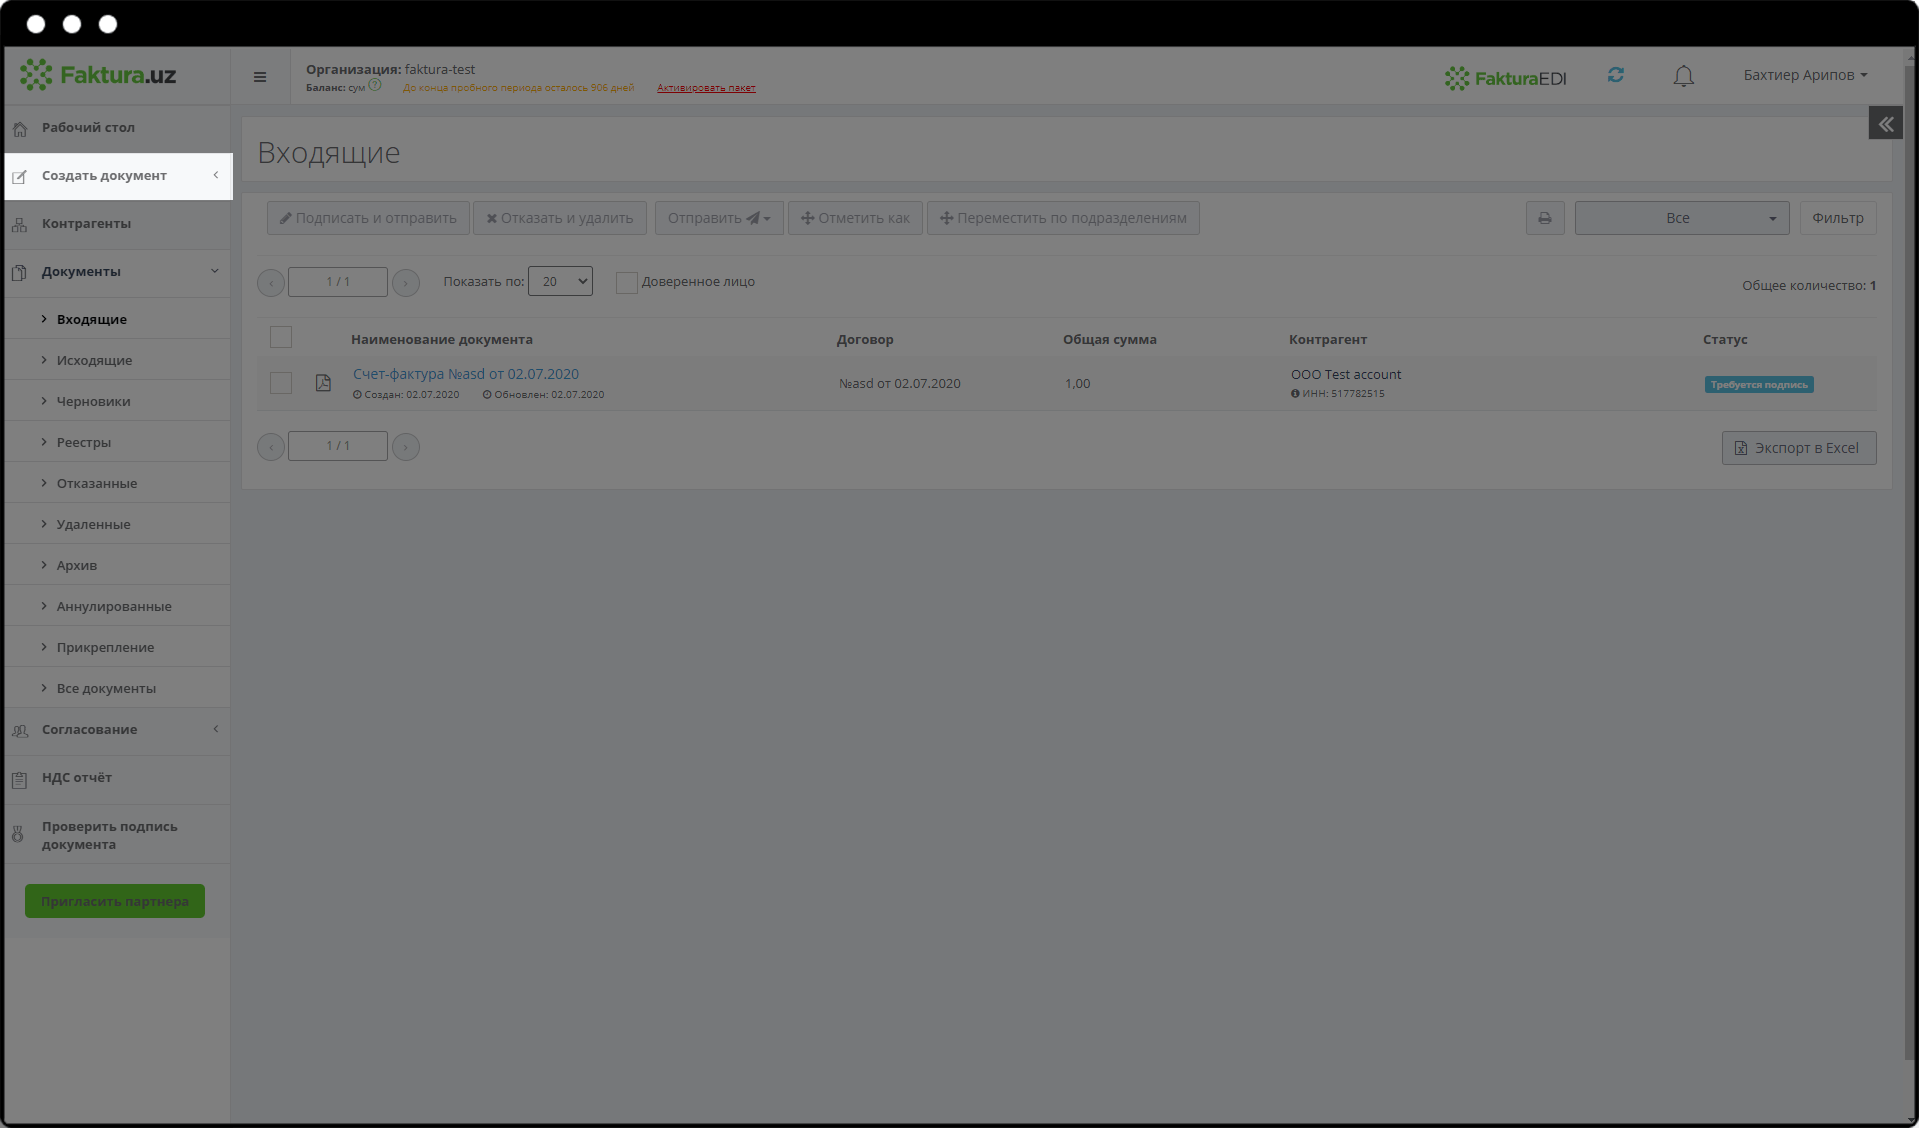 Faktura.uz
Организация: faktura-test
Баланс: сум ? До конца пробного периода осталось 906 дней Активировать пакет
FakturaEDI
Бахтиер Арипов
Рабочий стол
Создать документ
Контрагенты
Документы
Входящие
Исходящие
Черновики
Реестры
Отказанные
Удаленные
Архив
Аннулированные
Прикрепление
Все документы
Согласование
НДС отчёт
Проверить подпись
документа
Пригласить партнера
Входящие
Подписать и отправить Отказать и удалить Отправить Отметить как Переместить по подразделениям Все Фильтр
1 / 1 Показать по: 20 Доверенное лицо Общее количество: 1
Наименование документа Договор Общая сумма Контрагент Статус
Счет-фактура №asd от 02.07.2020 №asd от 02.07.2020 1,00 ООО Test account Требуется подпись
Создан: 02.07.2020 Обновлен: 02.07.2020 ИНН: 517782515
1 / 1 Экспорт в Excel